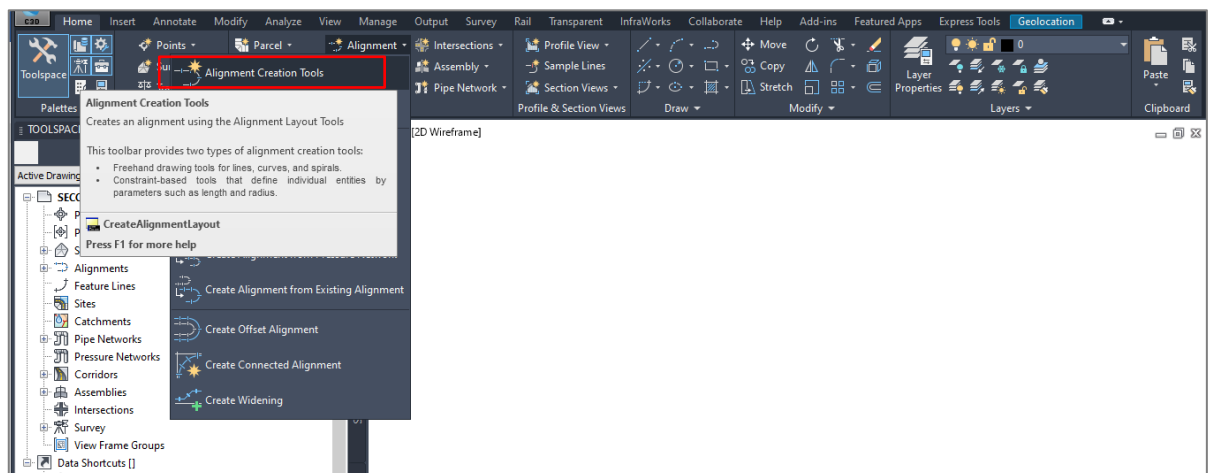 C3D Home Insert Annotate Modify Analyze View Manage Output Survey Rail Transparent InfraWorks Collaborate Help Add-ins Featured Apps Express Tools Geolocation
Points Parcel Alignment Intersections Profile View Move 0
Toolspace Alignment Creation Tools Assembly Sample Lines Copy Layer Properties Paste
Pipe Network Section Views Stretch
Palettes Profile & Section Views Draw Modify Layers Clipboard
Alignment Creation Tools
Creates an alignment using the Alignment Layout Tools
This toolbar provides two types of alignment creation tools:
• Freehand drawing tools for lines, curves, and spirals.
• Constraint-based tools that define individual entities by
parameters such as length and radius.
CreateAlignmentLayout
Press F1 for more help
[2D Wireframe]
Active Drawing
Alignments
Feature Lines
Sites
Catchments
Pipe Networks
Pressure Networks
Corridors
Assemblies
Intersections
Survey
View Frame Groups
Data Shortcuts []
Create Alignment from Existing Alignment
Create Offset Alignment
Create Connected Alignment
Create Widening